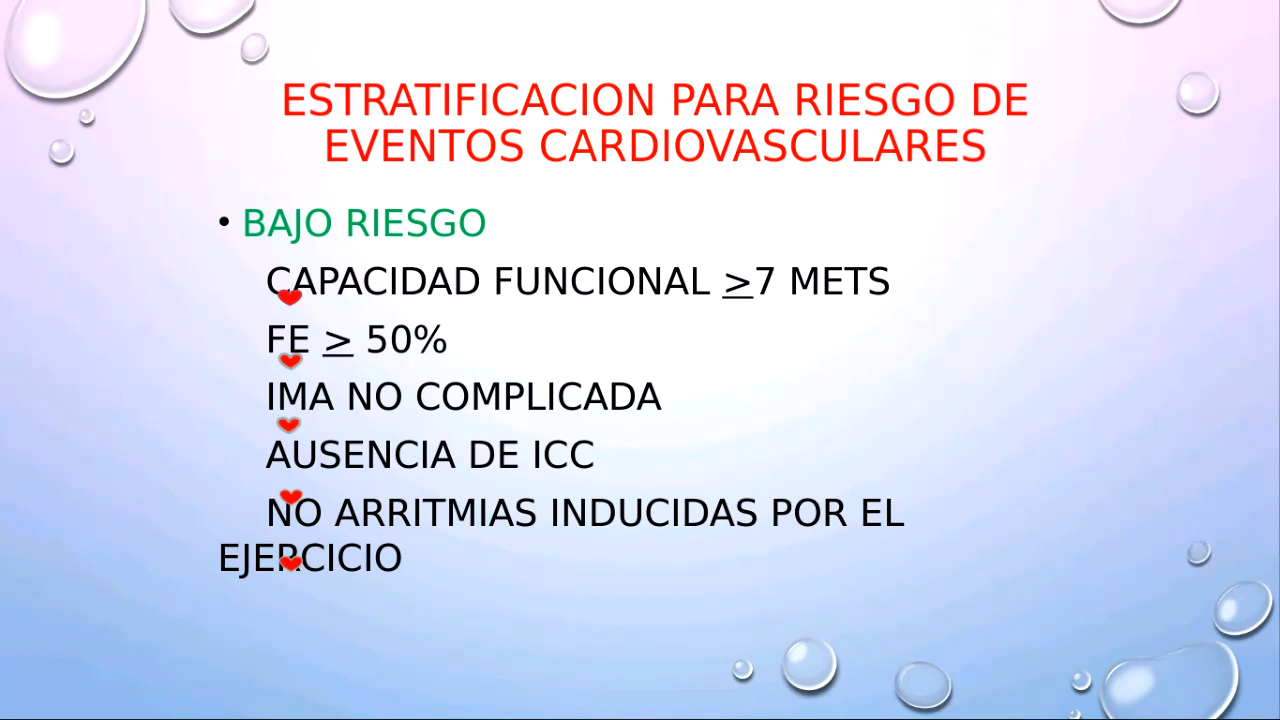 ESTRATIFICACION PARA RIESGO DE
EVENTOS CARDIOVASCULARES
• BAJO RIESGO
CAPACIDAD FUNCIONAL >7 METS
FE > 50%
IMA NO COMPLICADA
AUSENCIA DE ICC
NO ARRITMIAS INDUCIDAS POR EL
EJERCICIO